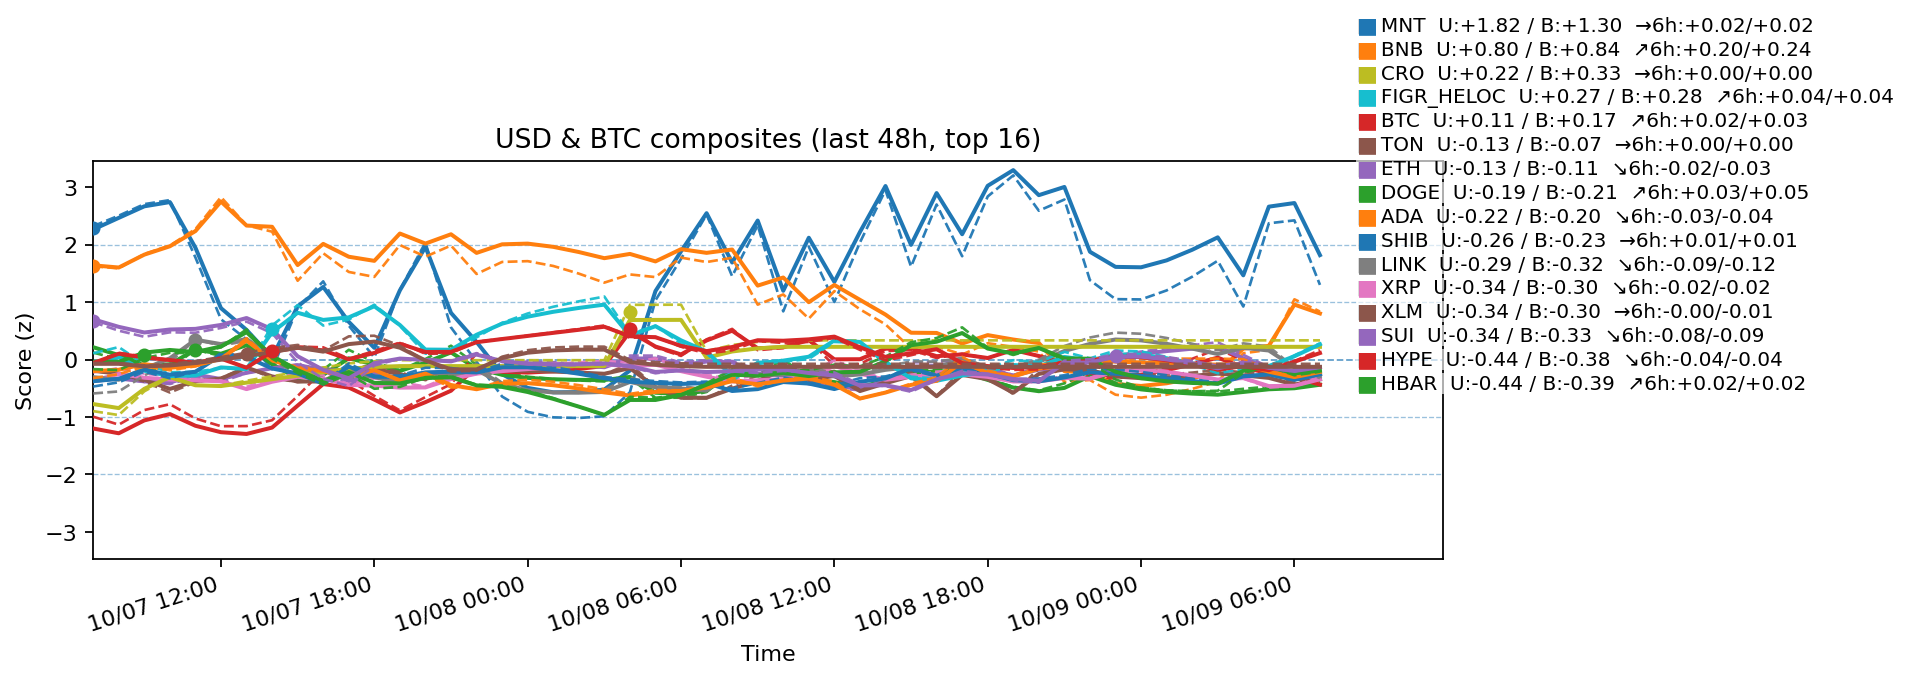 MNT U:+1.82 / B:+1.30 →6h:+0.02/+0.02
BNB U:+0.80 / B:+0.84 ↗6h:+0.20/+0.24
CRO U:+0.22 / B:+0.33 →6h:+0.00/+0.00
FIGR_HELOC U:+0.27 / B:+0.28 ↗6h:+0.04/+0.04
BTC U:+0.11 / B:+0.17 ↗6h:+0.02/+0.03
TON U:-0.13 / B:-0.07 →6h:+0.00/+0.00
ETH U:-0.13 / B:-0.11 ↘6h:-0.02/-0.03
DOGE U:-0.19 / B:-0.21 ↗6h:+0.03/+0.05
ADA U:-0.22 / B:-0.20 ↘6h:-0.03/-0.04
SHIB U:-0.26 / B:-0.23 →6h:+0.01/+0.01
LINK U:-0.29 / B:-0.32 ↘6h:-0.09/-0.12
XRP U:-0.34 / B:-0.30 ↘6h:-0.02/-0.02
XLM U:-0.34 / B:-0.30 →6h:-0.00/-0.01
SUI U:-0.34 / B:-0.33 ↘6h:-0.08/-0.09
HYPE U:-0.44 / B:-0.38 ↘6h:-0.04/-0.04
HBAR U:-0.44 / B:-0.39 ↗6h:+0.02/+0.02
USD & BTC composites (last 48h, top 16)
Score (z)
3
2
1
0
−1
−2
−3
10/07 12:00
10/07 18:00
10/08 00:00
10/08 06:00
10/08 12:00
10/08 18:00
10/09 00:00
10/09 06:00
Time